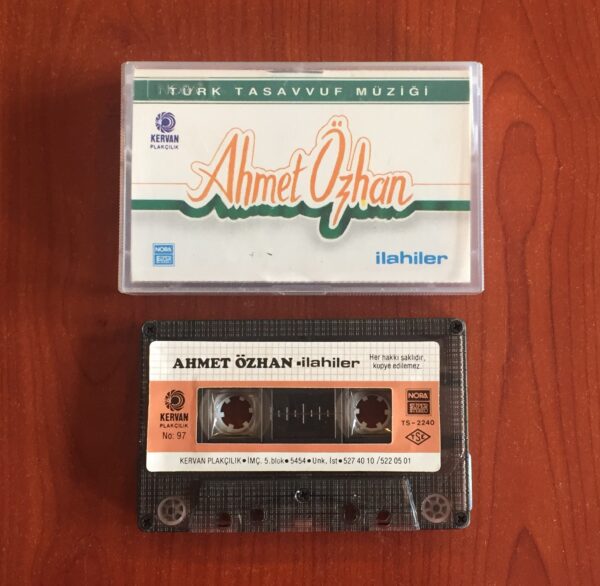 TÜRK TASAVVUF MÜZİĞİ
KERVAN
PLAKÇILIK
Ahmet Özhan
NORA
ilahiler
AHMET ÖZHAN •ilahiler
Her hakkı saklıdır,
kopye edilemez.
KERVAN
PLAKÇILIK
No: 97
NORA
STEREO
TS - 2240
TSE
KERVAN PLAKÇILIK • İMÇ. 5.blok • 5454 • Unk. İst • 527 40 10 / 522 05 01